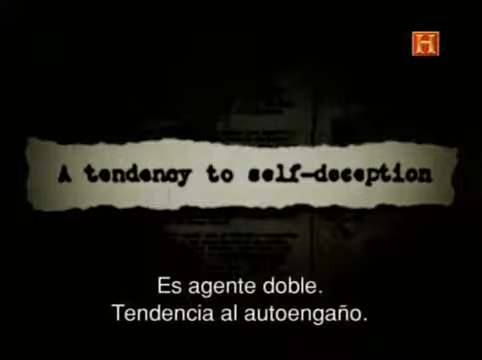 H
A tendency to self-deception
Es agente doble.
Tendencia al autoengaño.